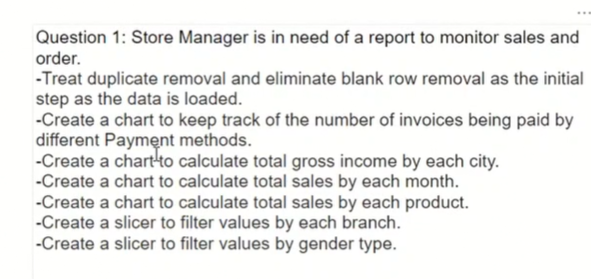 Question 1: Store Manager is in need of a report to monitor sales and
order.
-Treat duplicate removal and eliminate blank row removal as the initial
step as the data is loaded.
-Create a chart to keep track of the number of invoices being paid by
different Payment methods.
-Create a chart to calculate total gross income by each city.
-Create a chart to calculate total sales by each month.
-Create a chart to calculate total sales by each product.
-Create a slicer to filter values by each branch.
-Create a slicer to filter values by gender type.